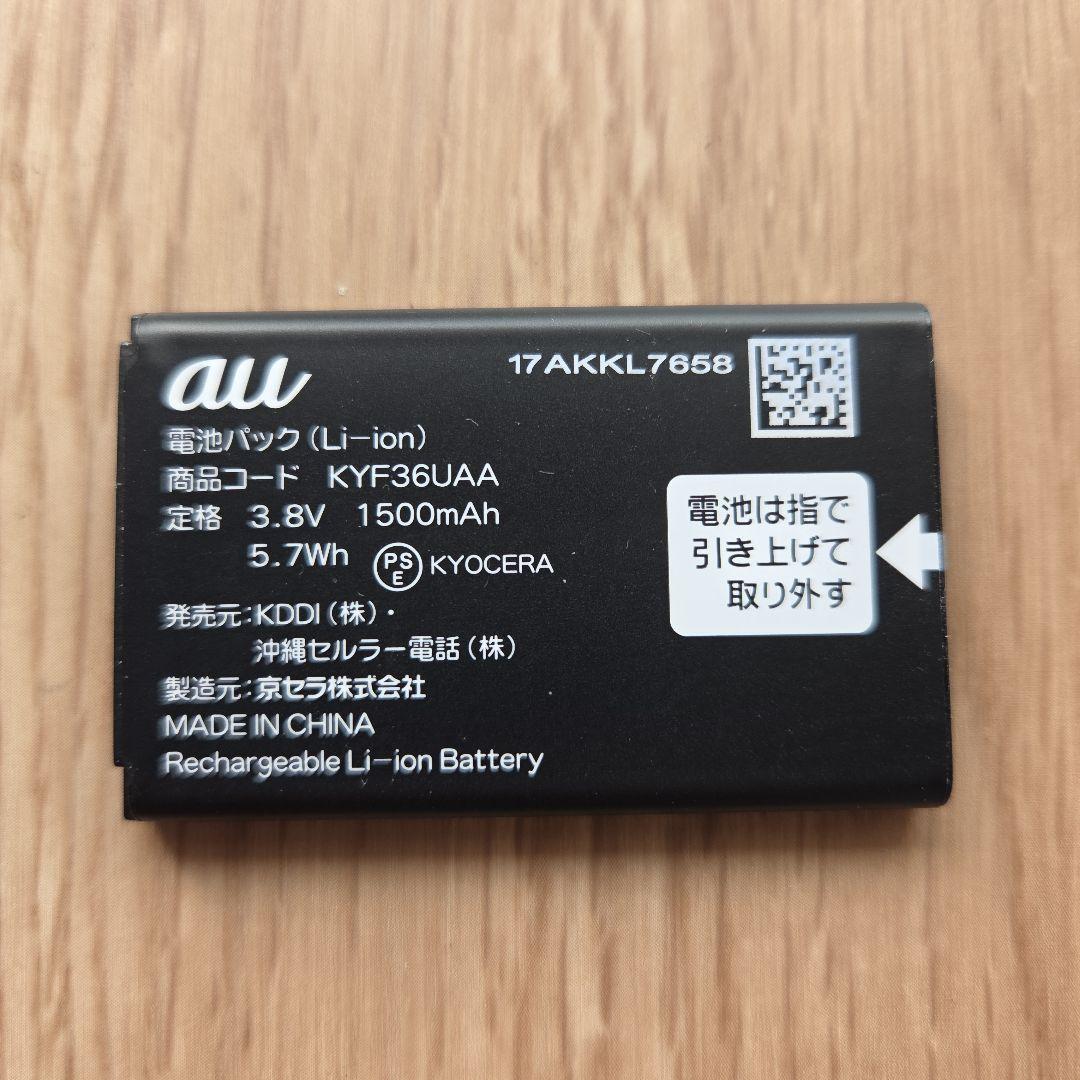 au
17AKKL7658
電池パック（Li-ion）
商品コード KYF36UAA
定格 3.8V 1500mAh
5.7Wh PSE KYOCERA
発売元：KDDI（株）・
沖縄セルラー電話（株）
製造元：京セラ株式会社
MADE IN CHINA
Rechargeable Li-ion Battery
電池は指で
引き上げて
取り外す